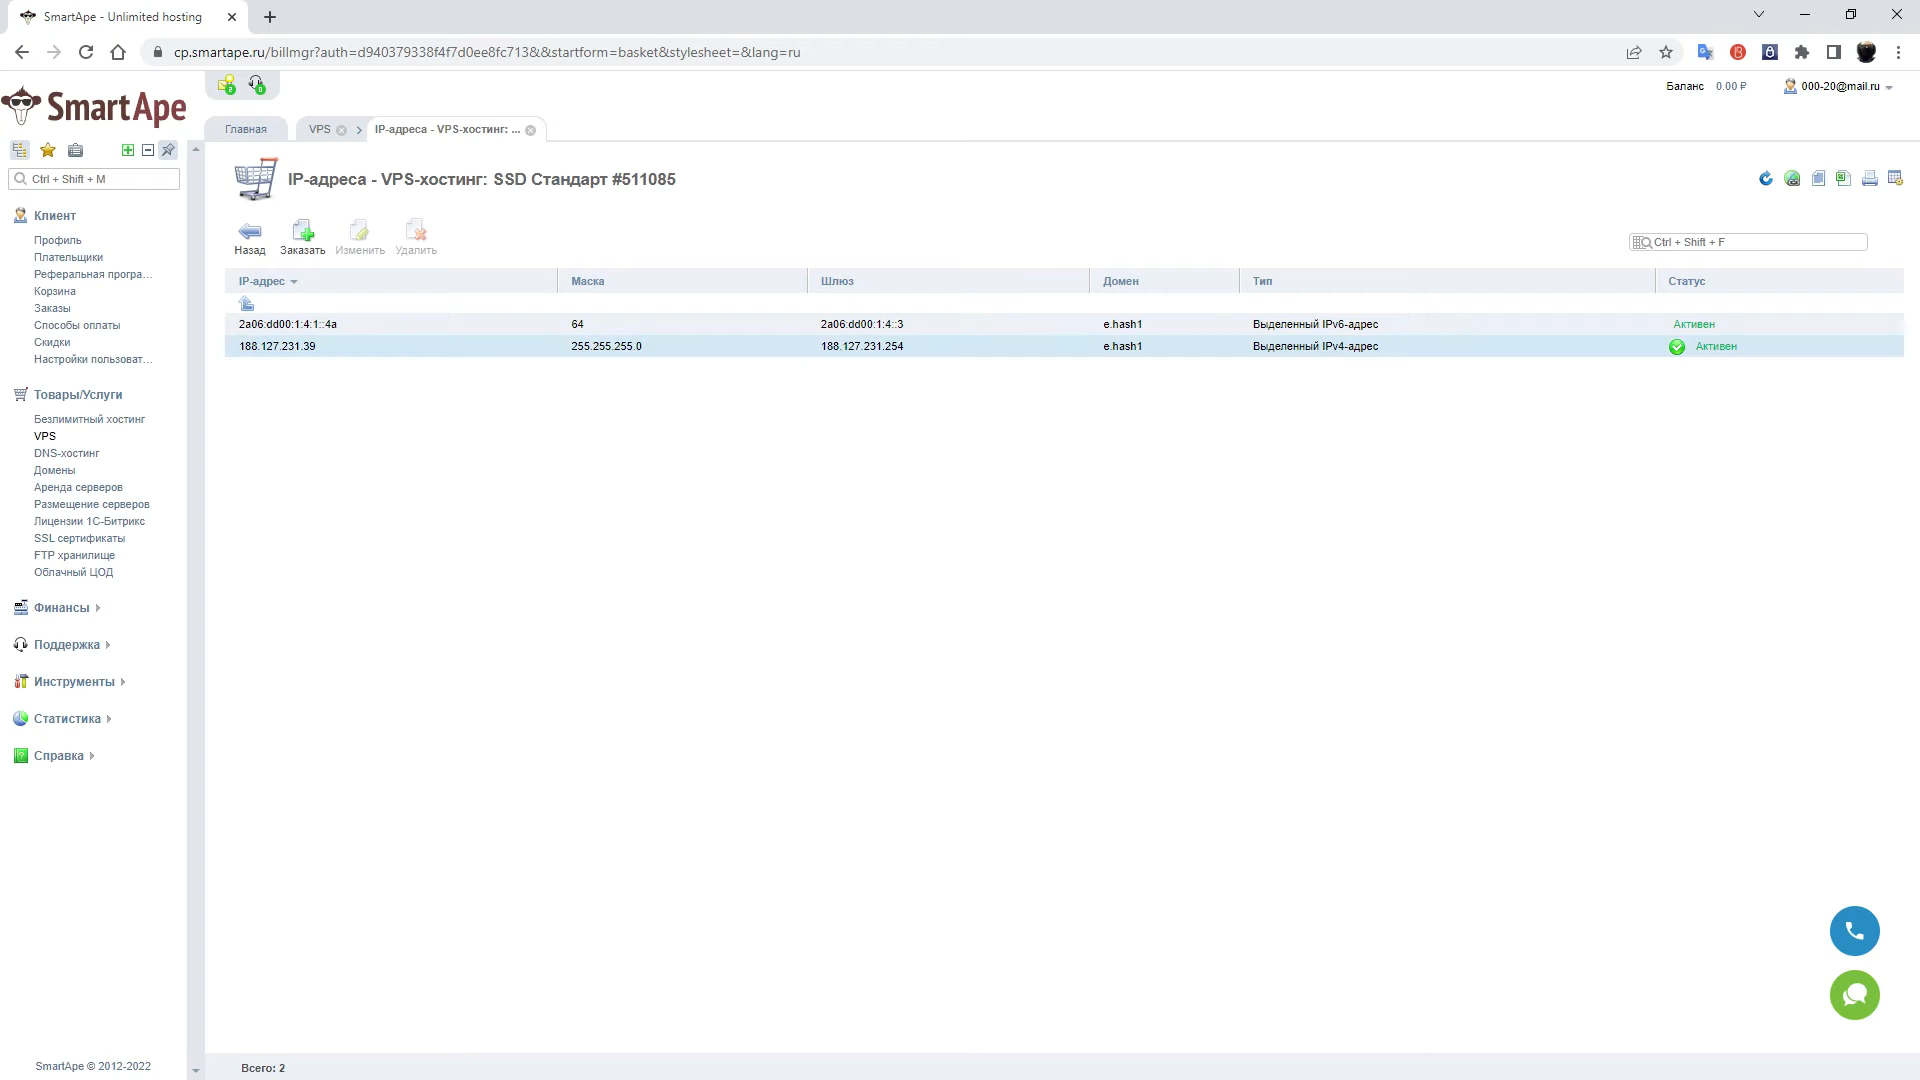 SmartApe - Unlimited hosting
cp.smartape.ru/billmgr?auth=d940379338f4f7d0ee8fc713&&startform=basket&stylesheet=&lang=ru
SmartApe
2 0
Баланс 0.00 ₽ 000-20@mail.ru
Главная VPS IP-адреса - VPS-хостинг: ...
Ctrl + Shift + M
IP-адреса - VPS-хостинг: SSD Стандарт #511085
Назад Заказать Изменить Удалить
Ctrl + Shift + F
IP-адрес Маска Шлюз Домен Тип Статус
2a06:dd00:1:4:1::4a 64 2a06:dd00:1:4::3 e.hash1 Выделенный IPv6-адрес Активен
188.127.231.39 255.255.255.0 188.127.231.254 e.hash1 Выделенный IPv4-адрес Активен
Клиент
Профиль
Плательщики
Реферальная програ...
Корзина
Заказы
Способы оплаты
Скидки
Настройки пользоват...
Товары/Услуги
Безлимитный хостинг
VPS
DNS-хостинг
Домены
Аренда серверов
Размещение серверов
Лицензии 1С-Битрикс
SSL сертификаты
FTP хранилище
Облачный ЦОД
Финансы
Поддержка
Инструменты
Статистика
Справка
SmartApe © 2012-2022
Всего: 2